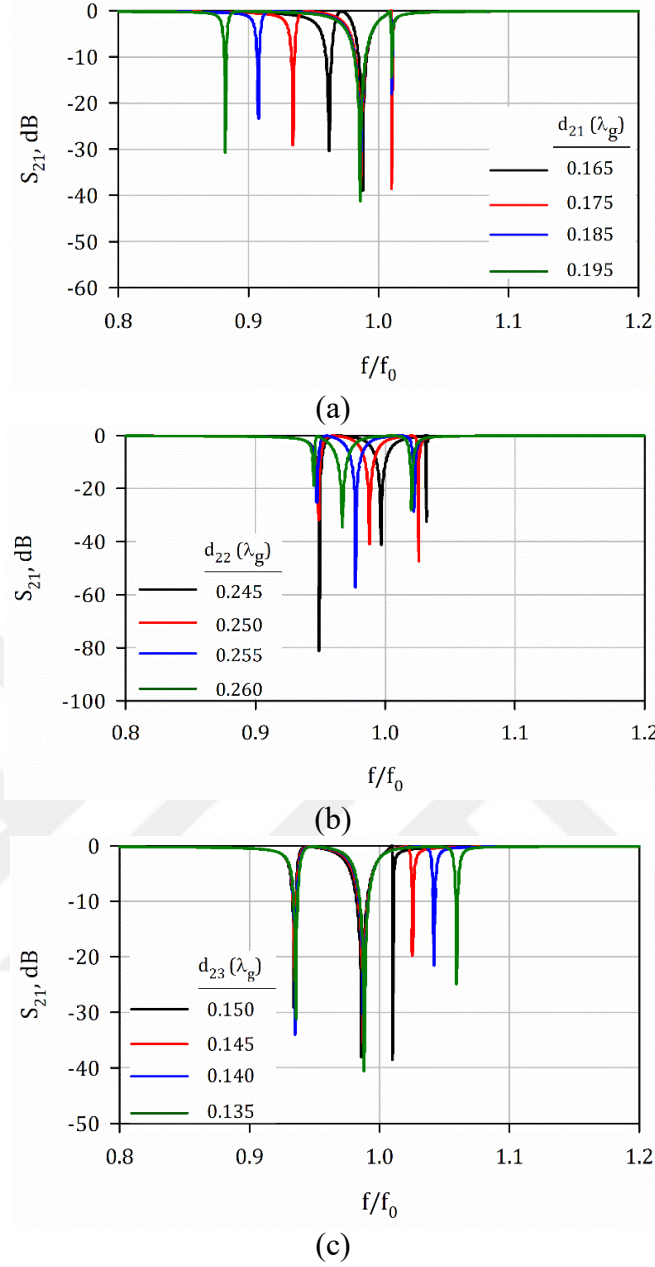 0
-10
-20
-30
-40
-50
-60
S21, dB
d21 (λg)
0.165
0.175
0.185
0.195
0.8 0.9 1.0 1.1 1.2
f/f0
(a)
0
-20
-40
-60
-80
-100
S21, dB
d22 (λg)
0.245
0.250
0.255
0.260
0.8 0.9 1.0 1.1 1.2
f/f0
(b)
0
-10
-20
-30
-40
-50
S21, dB
d23 (λg)
0.150
0.145
0.140
0.135
0.8 0.9 1.0 1.1 1.2
f/f0
(c)